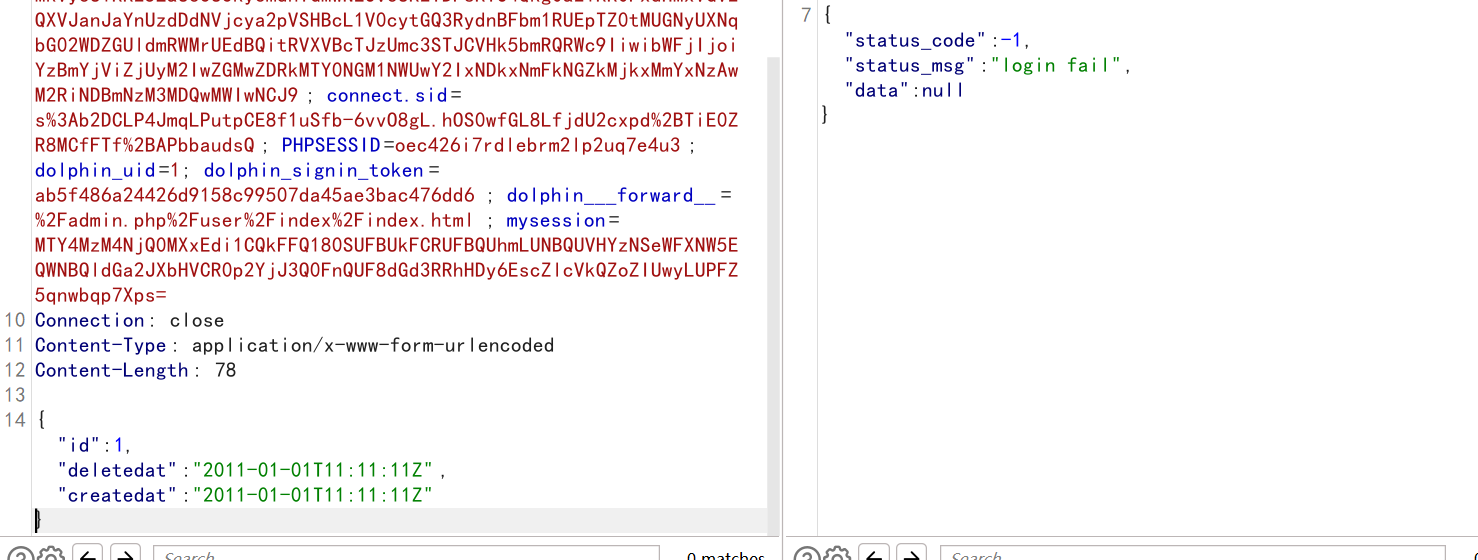 QXVJanJaYnUzdDdNVjcya2pVSHBcL1V0cytGQ3RydnBFbm1RUEpTZ0tMUGNyUXNq
bG02WDZGUldmRWMrUEdBQitRVXVBcTJzUmc3STJCVHk5bmRQRWc9IiwibWFjIjoi
YzBmYjViZjUyM2IwZGMwZDRkMTY0NGM1NWUwY2IxNDkxNmFkNGZkMjkxMmYxNzAw
M2RiNDBmNzM3MDQwMWIwNCJ9 ; connect.sid=
s%3Ab2DCLP4JmqLPutpCE8f1uSfb-6vvO8gL.hOS0wfGL8LfjdU2cxpd%2BTiE0Z
R8MCfFTf%2BAPbbaudsQ ; PHPSESSID=oec426i7rdlebrm2lp2uq7e4u3 ;
dolphin_uid=1; dolphin_signin_token=
ab5f486a24426d9158c99507da45ae3bac476dd6 ; dolphin___forward__=
%2Fadmin.php%2Fuser%2Findex%2Findex.html ; mysession=
MTY4MzM4NjQ0MXxEdi1CQkFFQ180SUFBUkFCRUFBQUhmLUNBQUVHYzNSeWFXNW5E
QWNBQldGa2JXbHVCR0p2YjJ3Q0FnQUF8dGd3RRhHDy6EscZlcVkQZoZIUwyLUPFZ
5qnwbqp7Xps=
10 Connection: close
11 Content-Type: application/x-www-form-urlencoded
12 Content-Length: 78
13
14 {
"id":1,
"deletedat":"2011-01-01T11:11:11Z",
"createdat":"2011-01-01T11:11:11Z"
}
Search...
0 matches
7 {
"status_code":-1,
"status_msg":"login fail",
"data":null
}
Search...